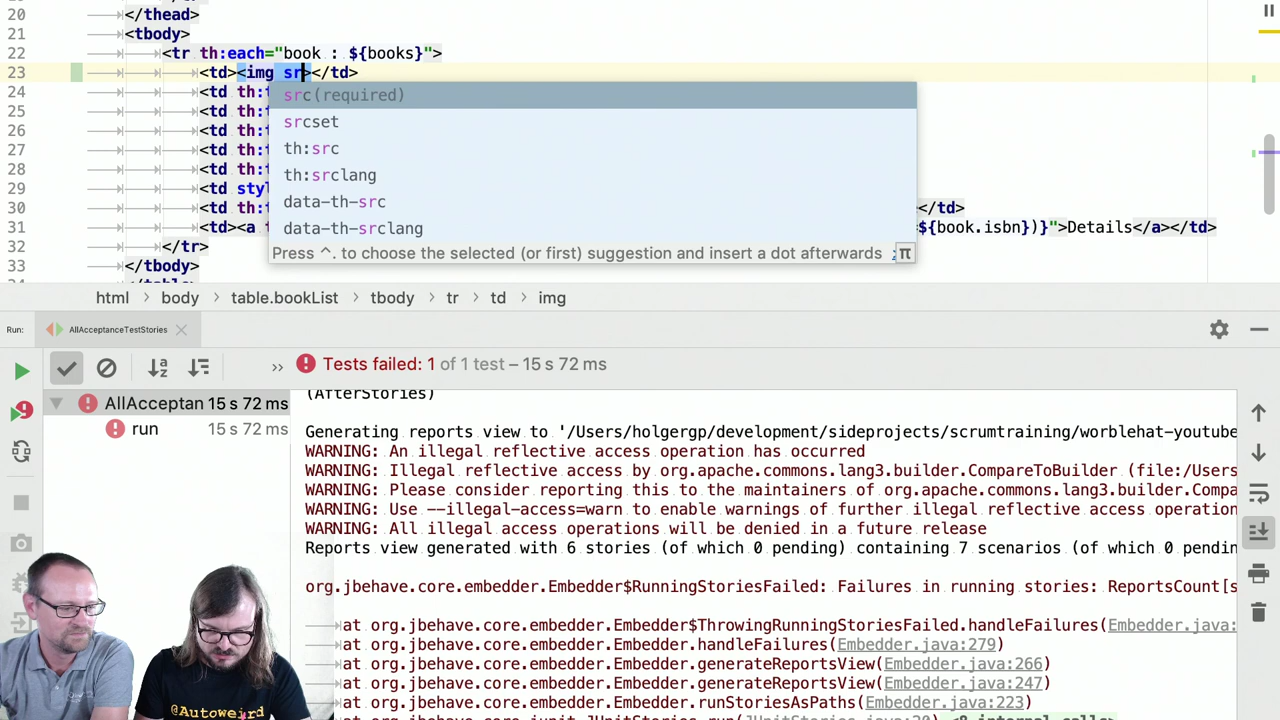 20 </thead>
21 <tbody>
22 <tr th:each="book : ${books}">
23 <td><img sr></td>
24 <td th:
25 <td th:
26 <td th:
27 <td th:
28 <td th:
29 <td styl
30 <td th: </td>
31 <td><a ${book.isbn})}">Details</a></td>
32 </tr>
33 </tbody>
src(required)
srcset
th:src
th:srclang
data-th-src
data-th-srclang
Press ^. to choose the selected (or first) suggestion and insert a dot afterwards π
html › body › table.bookList › tbody › tr › td › img
Run: AllAcceptanceTestStories
Tests failed: 1 of 1 test – 15 s 72 ms
AllAcceptan 15 s 72 ms
run 15 s 72 ms
(AfterStories)
Generating reports view to '/Users/holgergp/development/sideprojects/scrumtraining/worblehat-youtube
WARNING: An illegal reflective access operation has occurred
WARNING: Illegal reflective access by org.apache.commons.lang3.builder.CompareToBuilder (file:/Users
WARNING: Please consider reporting this to the maintainers of org.apache.commons.lang3.builder.Compa
WARNING: Use --illegal-access=warn to enable warnings of further illegal reflective access operation
WARNING: All illegal access operations will be denied in a future release
Reports view generated with 6 stories (of which 0 pending) containing 7 scenarios (of which 0 pendin
org.jbehave.core.embedder.Embedder$RunningStoriesFailed: Failures in running stories: ReportsCount[s
at org.jbehave.core.embedder.Embedder$ThrowingRunningStoriesFailed.handleFailures(Embedder.java:
at org.jbehave.core.embedder.Embedder.handleFailures(Embedder.java:279)
at org.jbehave.core.embedder.Embedder.generateReportsView(Embedder.java:266)
at org.jbehave.core.embedder.Embedder.generateReportsView(Embedder.java:247)
at org.jbehave.core.embedder.Embedder.runStoriesAsPaths(Embedder.java:223)
@Autoweird